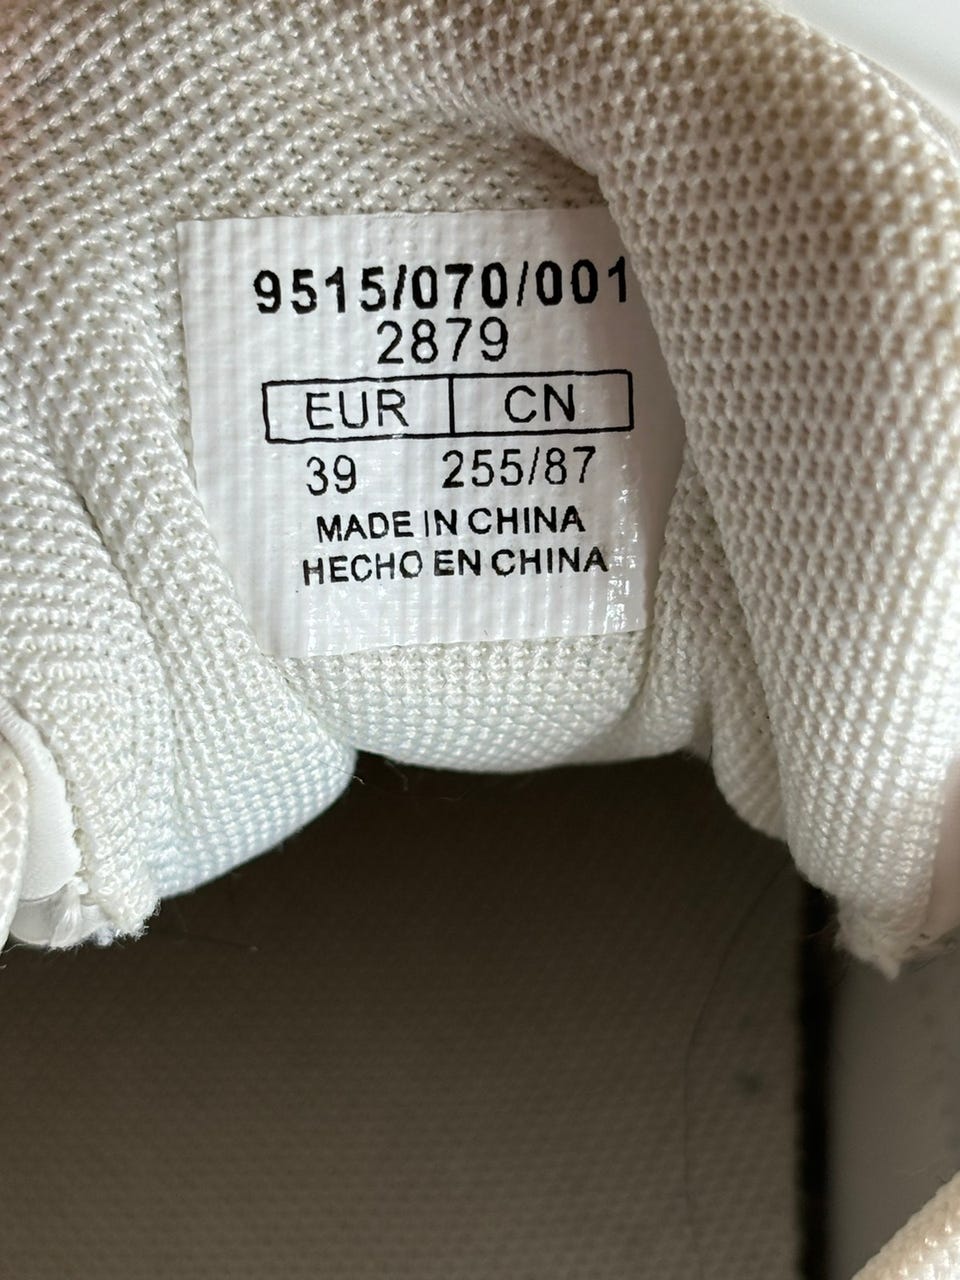 9515/070/001
2879
EUR CN
39 255/87
MADE IN CHINA
HECHO EN CHINA